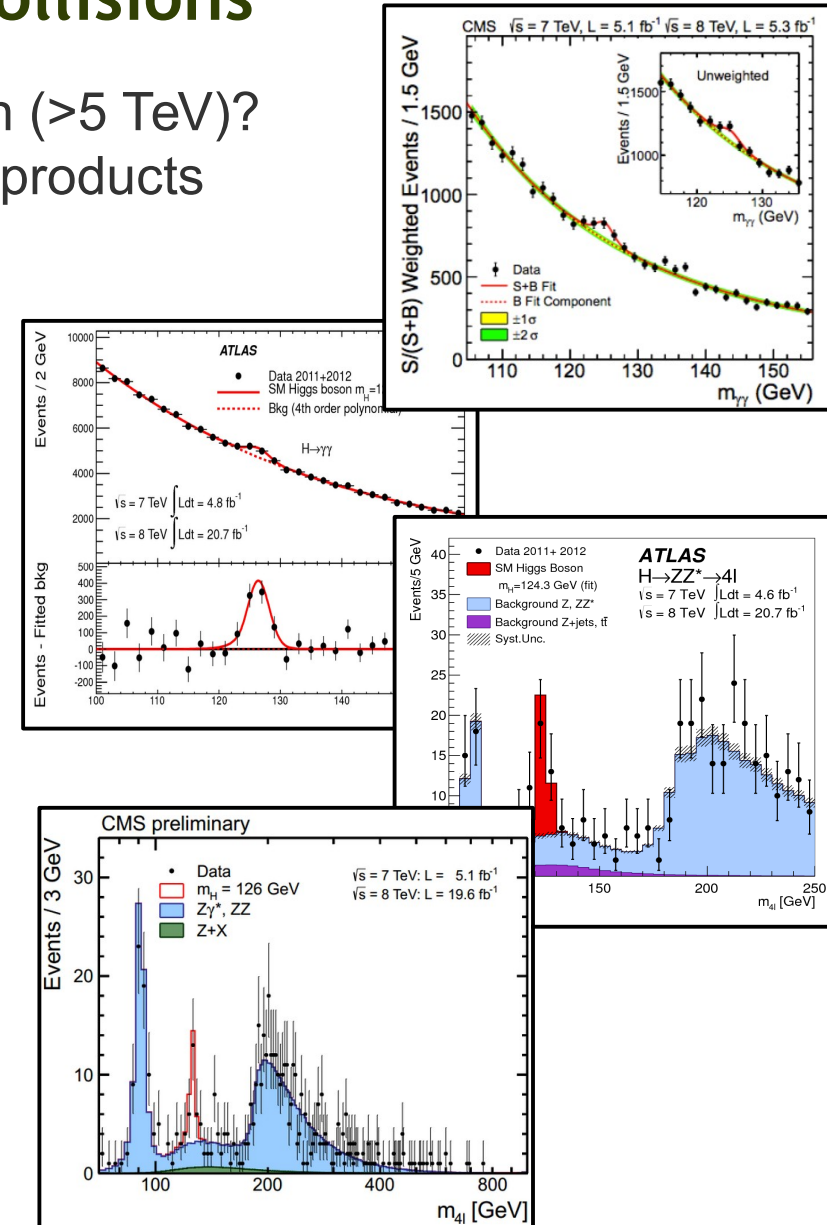 ollisions
n (>5 TeV)?
products
CMS √s = 7 TeV, L = 5.1 fb⁻¹ √s = 8 TeV, L = 5.3 fb⁻¹
S/(S+B) Weighted Events / 1.5 GeV
1500
1000
500
0
Unweighted
Events / 1.5 GeV
1500
1000
120 130
mγγ (GeV)
Data
S+B Fit
B Fit Component
±1σ
±2σ
110 120 130 140 150
mγγ (GeV)
Events / 2 GeV
10000
8000
6000
4000
2000
ATLAS
Data 2011+2012
SM Higgs boson m_H=1
Bkg (4th order polynomial)
H→γγ
√s = 7 TeV ∫Ldt = 4.8 fb⁻¹
√s = 8 TeV ∫Ldt = 20.7 fb⁻¹
Events - Fitted bkg
500
400
300
200
100
0
-100
-200
100 110 120 130 140
Events/5 GeV
40
35
30
25
20
15
10
Data 2011+ 2012
SM Higgs Boson
m_H=124.3 GeV (fit)
Background Z, ZZ*
Background Z+jets, tt̄
Syst.Unc.
ATLAS
H→ZZ*→4l
√s = 7 TeV ∫Ldt = 4.6 fb⁻¹
√s = 8 TeV ∫Ldt = 20.7 fb⁻¹
150 200 250
m₄l [GeV]
CMS preliminary
Events / 3 GeV
30
20
10
0
Data
m_H = 126 GeV
Zγ*, ZZ
Z+X
√s = 7 TeV: L = 5.1 fb⁻¹
√s = 8 TeV: L = 19.6 fb⁻¹
100 200 400 800
m₄l [GeV]